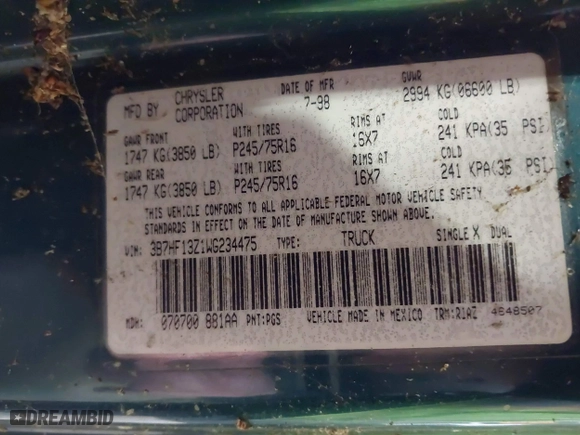 MFD BY CHRYSLER CORPORATION DATE OF MFR 7-98 GVWR 2994 KG(06600 LB)
GAWR FRONT WITH TIRES RIMS AT COLD
1747 KG(3850 LB) P245/75R16 16X7 241 KPA(35 PSI
GAWR REAR WITH TIRES RIMS AT COLD
1747 KG(3850 LB) P245/75R16 16X7 241 KPA(35 PSI
THIS VEHICLE CONFORMS TO ALL APPLICABLE FEDERAL MOTOR VEHICLE SAFETY
STANDARDS IN EFFECT ON THE DATE OF MANUFACTURE SHOWN ABOVE.
VIN: 3B7HF13Z1WG234475 TYPE: TRUCK SINGLE X DUAL
MDH: 070700 881AA PNT:PGS VEHICLE MADE IN MEXICO TRM:R1AZ 4648507
DREAMBID